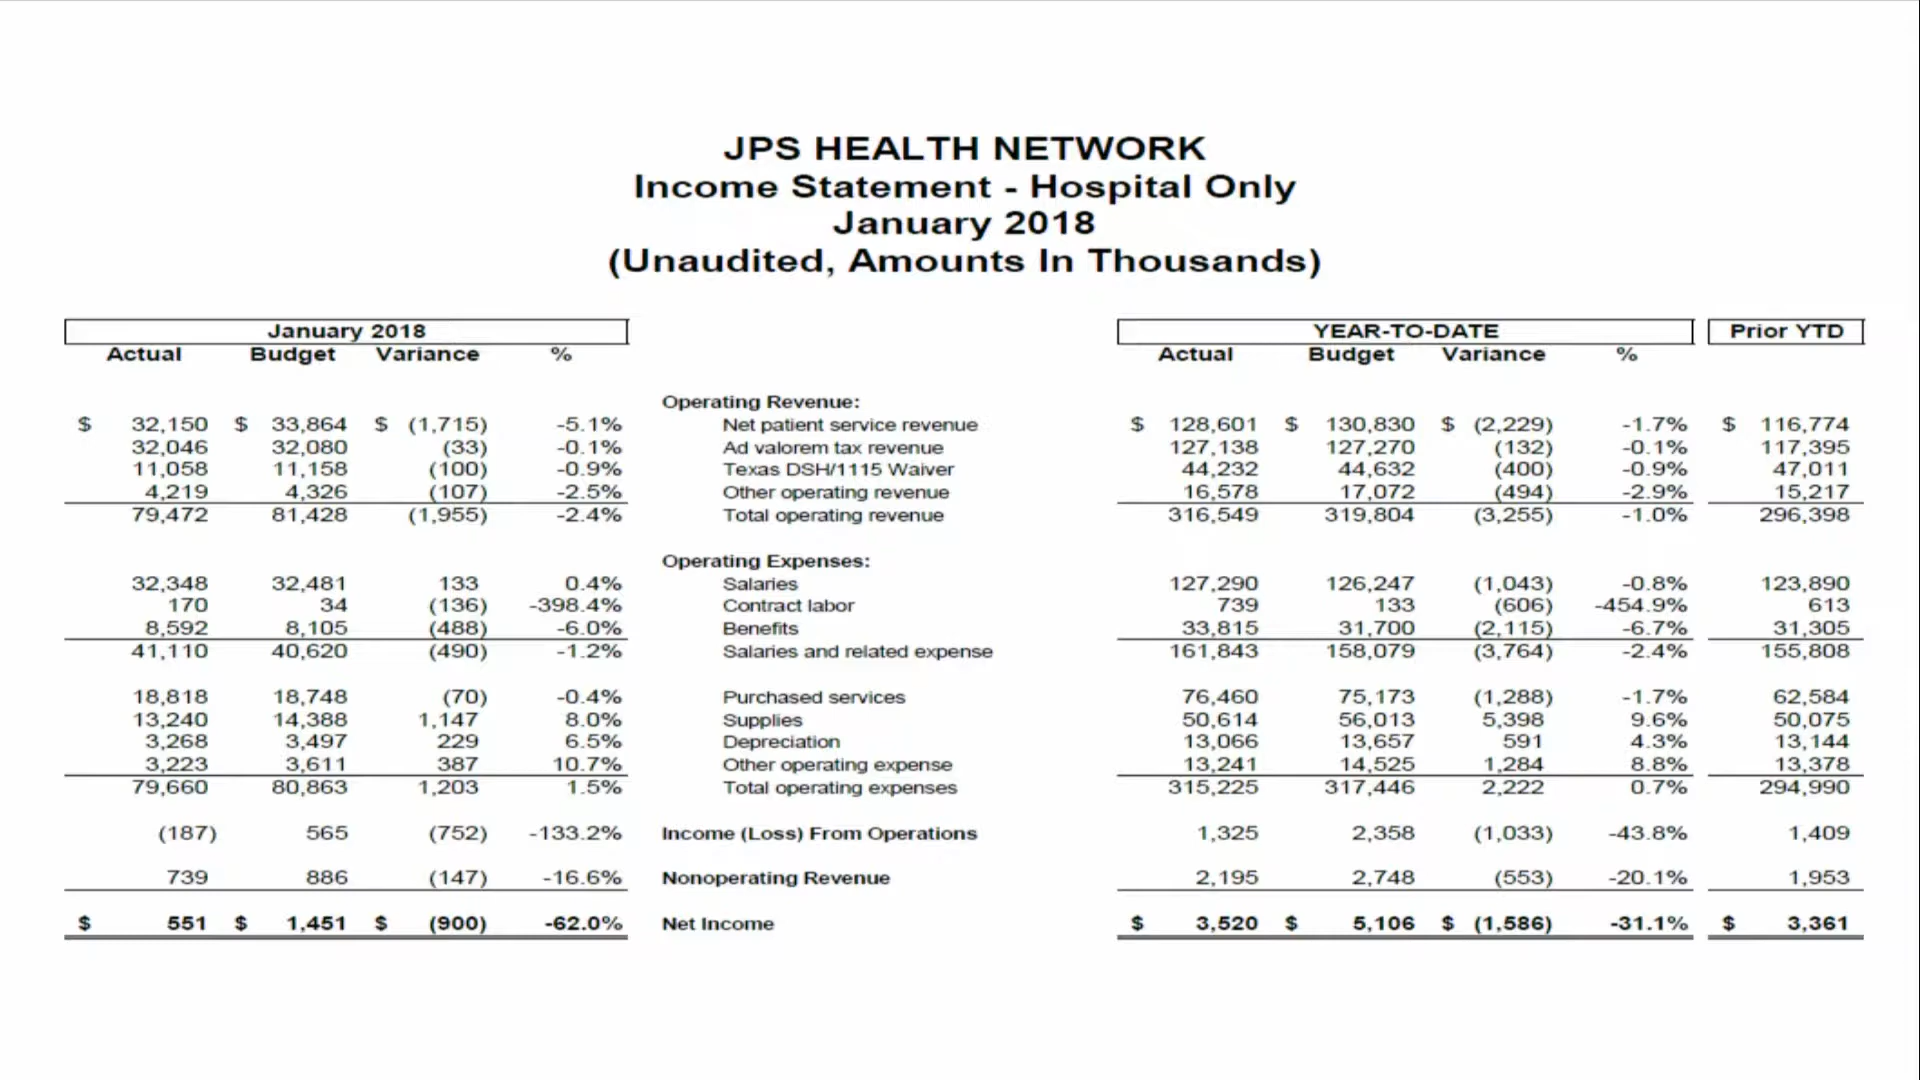 JPS HEALTH NETWORK
Income Statement - Hospital Only
January 2018
(Unaudited, Amounts In Thousands)
January 2018 YEAR-TO-DATE Prior YTD
Actual Budget Variance % Actual Budget Variance %
Operating Revenue:
$ 32,150 $ 33,864 $ (1,715) -5.1% Net patient service revenue $ 128,601 $ 130,830 $ (2,229) -1.7% $ 116,774
32,046 32,080 (33) -0.1% Ad valorem tax revenue 127,138 127,270 (132) -0.1% 117,395
11,058 11,158 (100) -0.9% Texas DSH/1115 Waiver 44,232 44,632 (400) -0.9% 47,011
4,219 4,326 (107) -2.5% Other operating revenue 16,578 17,072 (494) -2.9% 15,217
79,472 81,428 (1,955) -2.4% Total operating revenue 316,549 319,804 (3,255) -1.0% 296,398
Operating Expenses:
32,348 32,481 133 0.4% Salaries 127,290 126,247 (1,043) -0.8% 123,890
170 34 (136) -398.4% Contract labor 739 133 (606) -454.9% 613
8,592 8,105 (488) -6.0% Benefits 33,815 31,700 (2,115) -6.7% 31,305
41,110 40,620 (490) -1.2% Salaries and related expense 161,843 158,079 (3,764) -2.4% 155,808
18,818 18,748 (70) -0.4% Purchased services 76,460 75,173 (1,288) -1.7% 62,584
13,240 14,388 1,147 8.0% Supplies 50,614 56,013 5,398 9.6% 50,075
3,268 3,497 229 6.5% Depreciation 13,066 13,657 591 4.3% 13,144
3,223 3,611 387 10.7% Other operating expense 13,241 14,525 1,284 8.8% 13,378
79,660 80,863 1,203 1.5% Total operating expenses 315,225 317,446 2,222 0.7% 294,990
(187) 565 (752) -133.2% Income (Loss) From Operations 1,325 2,358 (1,033) -43.8% 1,409
739 886 (147) -16.6% Nonoperating Revenue 2,195 2,748 (553) -20.1% 1,953
$ 551 $ 1,451 $ (900) -62.0% Net Income $ 3,520 $ 5,106 $ (1,586) -31.1% $ 3,361